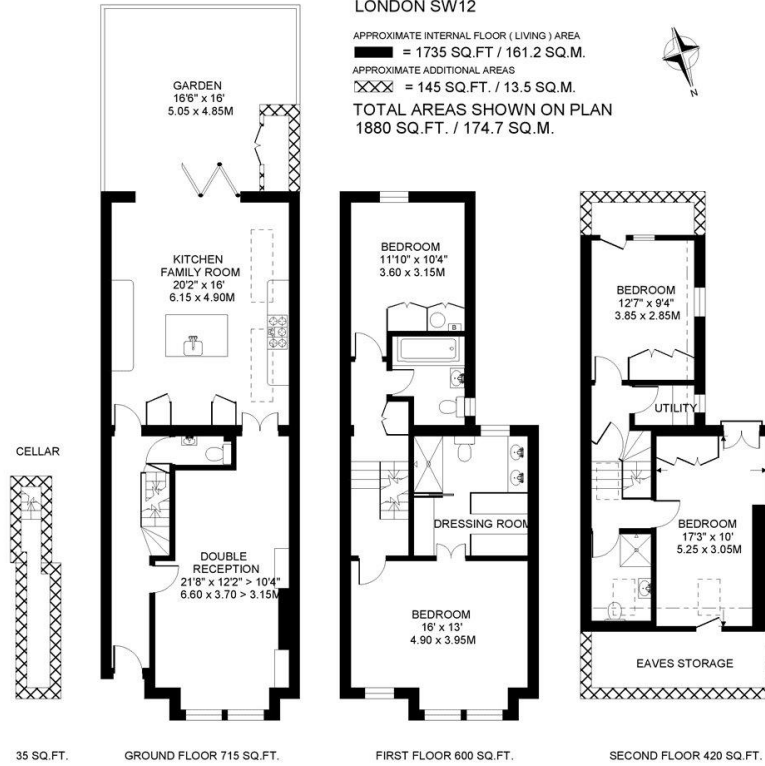 LONDON SW12
APPROXIMATE INTERNAL FLOOR ( LIVING ) AREA
= 1735 SQ.FT / 161.2 SQ.M.
APPROXIMATE ADDITIONAL AREAS
= 145 SQ.FT. / 13.5 SQ.M.
TOTAL AREAS SHOWN ON PLAN
1880 SQ.FT. / 174.7 SQ.M.
N
GARDEN
16'6" x 16'
5.05 x 4.85M
KITCHEN
FAMILY ROOM
20'2" x 16'
6.15 x 4.90M
CELLAR
DOUBLE
RECEPTION
21'8" x 12'2" > 10'4"
6.60 x 3.70 > 3.15M
BEDROOM
11'10" x 10'4"
3.60 x 3.15M
B
DRESSING ROOM
BEDROOM
16' x 13'
4.90 x 3.95M
BEDROOM
12'7" x 9'4"
3.85 x 2.85M
UTILITY
BEDROOM
17'3" x 10'
5.25 x 3.05M
EAVES STORAGE
35 SQ.FT.
GROUND FLOOR 715 SQ.FT.
FIRST FLOOR 600 SQ.FT.
SECOND FLOOR 420 SQ.FT.